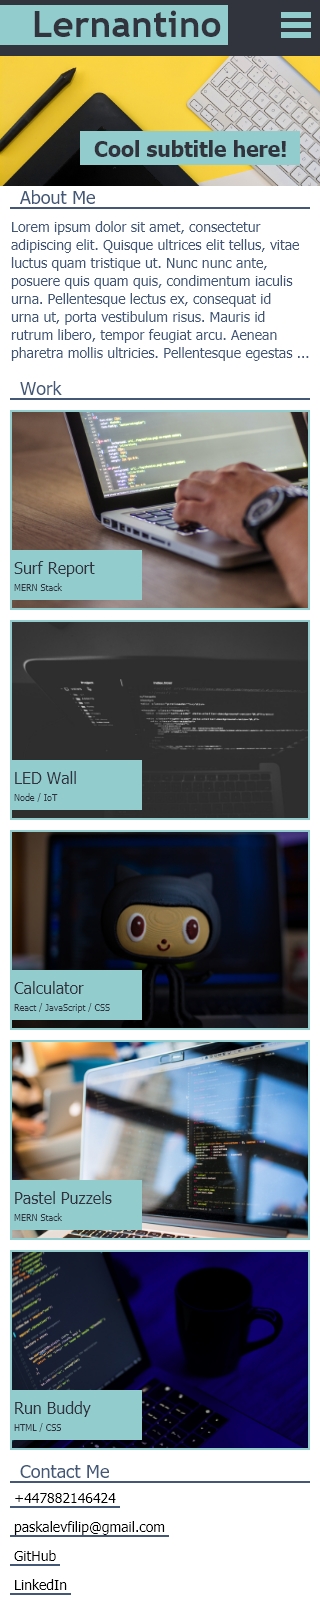 Lernantino
Cool subtitle here!
About Me
Lorem ipsum dolor sit amet, consectetur
adipiscing elit. Quisque ultrices elit tellus, vitae
luctus quam tristique ut. Nunc nunc ante,
posuere quis quam quis, condimentum iaculis
urna. Pellentesque lectus ex, consequat id
urna ut, porta vestibulum risus. Mauris id
rutrum libero, tempor feugiat arcu. Aenean
pharetra mollis ultricies. Pellentesque egestas ...
Work
Surf Report
MERN Stack
LED Wall
Node / IoT
Calculator
React / JavaScript / CSS
Pastel Puzzels
MERN Stack
Run Buddy
HTML / CSS
Contact Me
+447882146424
paskalevfilip@gmail.com
GitHub
LinkedIn